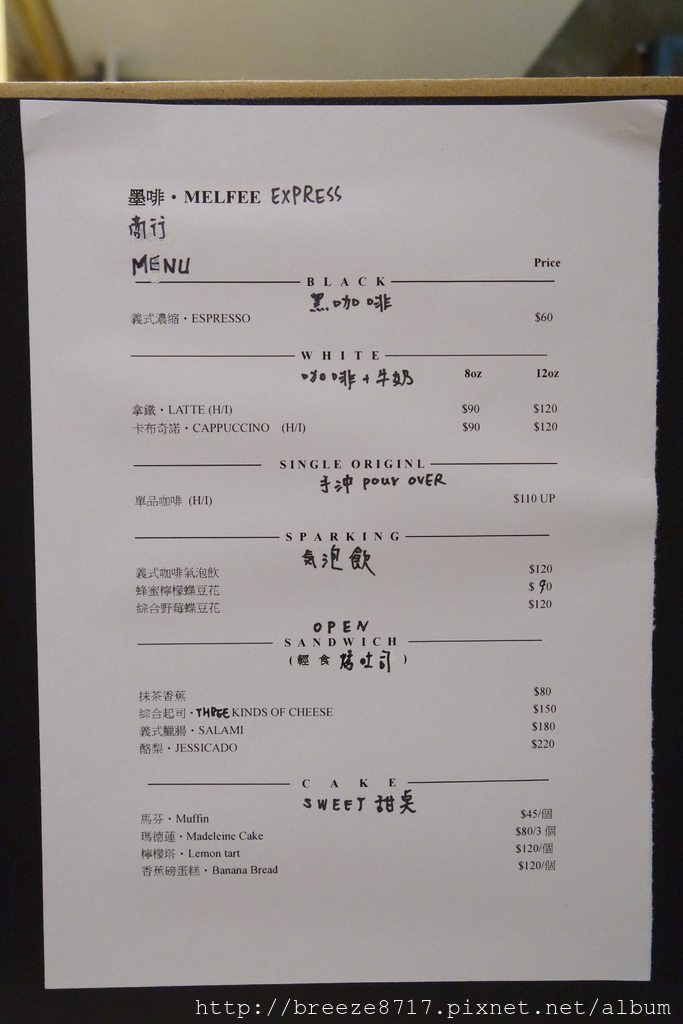 墨啡・MELFEE EXPRESS
商行
MENU
Price
BLACK
黑咖啡
義式濃縮・ESPRESSO $60
WHITE
咖啡+牛奶 8oz 12oz
拿鐵・LATTE (H/I) $90 $120
卡布奇諾・CAPPUCCINO (H/I) $90 $120
SINGLE ORIGINL
手沖 POUR OVER
單品咖啡 (H/I) $110 UP
SPARKING
気泡飲
義式咖啡氣泡飲 $120
蜂蜜檸檬蝶豆花 $90
綜合野莓蝶豆花 $120
OPEN
SANDWICH
(輕食 烤吐司)
抹茶香蕉 $80
綜合起司・THREE KINDS OF CHEESE $150
義式臘腸・SALAMI $180
酪梨・JESSICADO $220
CAKE
SWEET 甜桌
馬芬・Muffin $45/個
瑪德蓮・Madeleine Cake $80/3 個
檸檬塔・Lemon tart $120/個
香蕉磅蛋糕・Banana Bread $120/個
http://breeze8717.pixnet.net/album